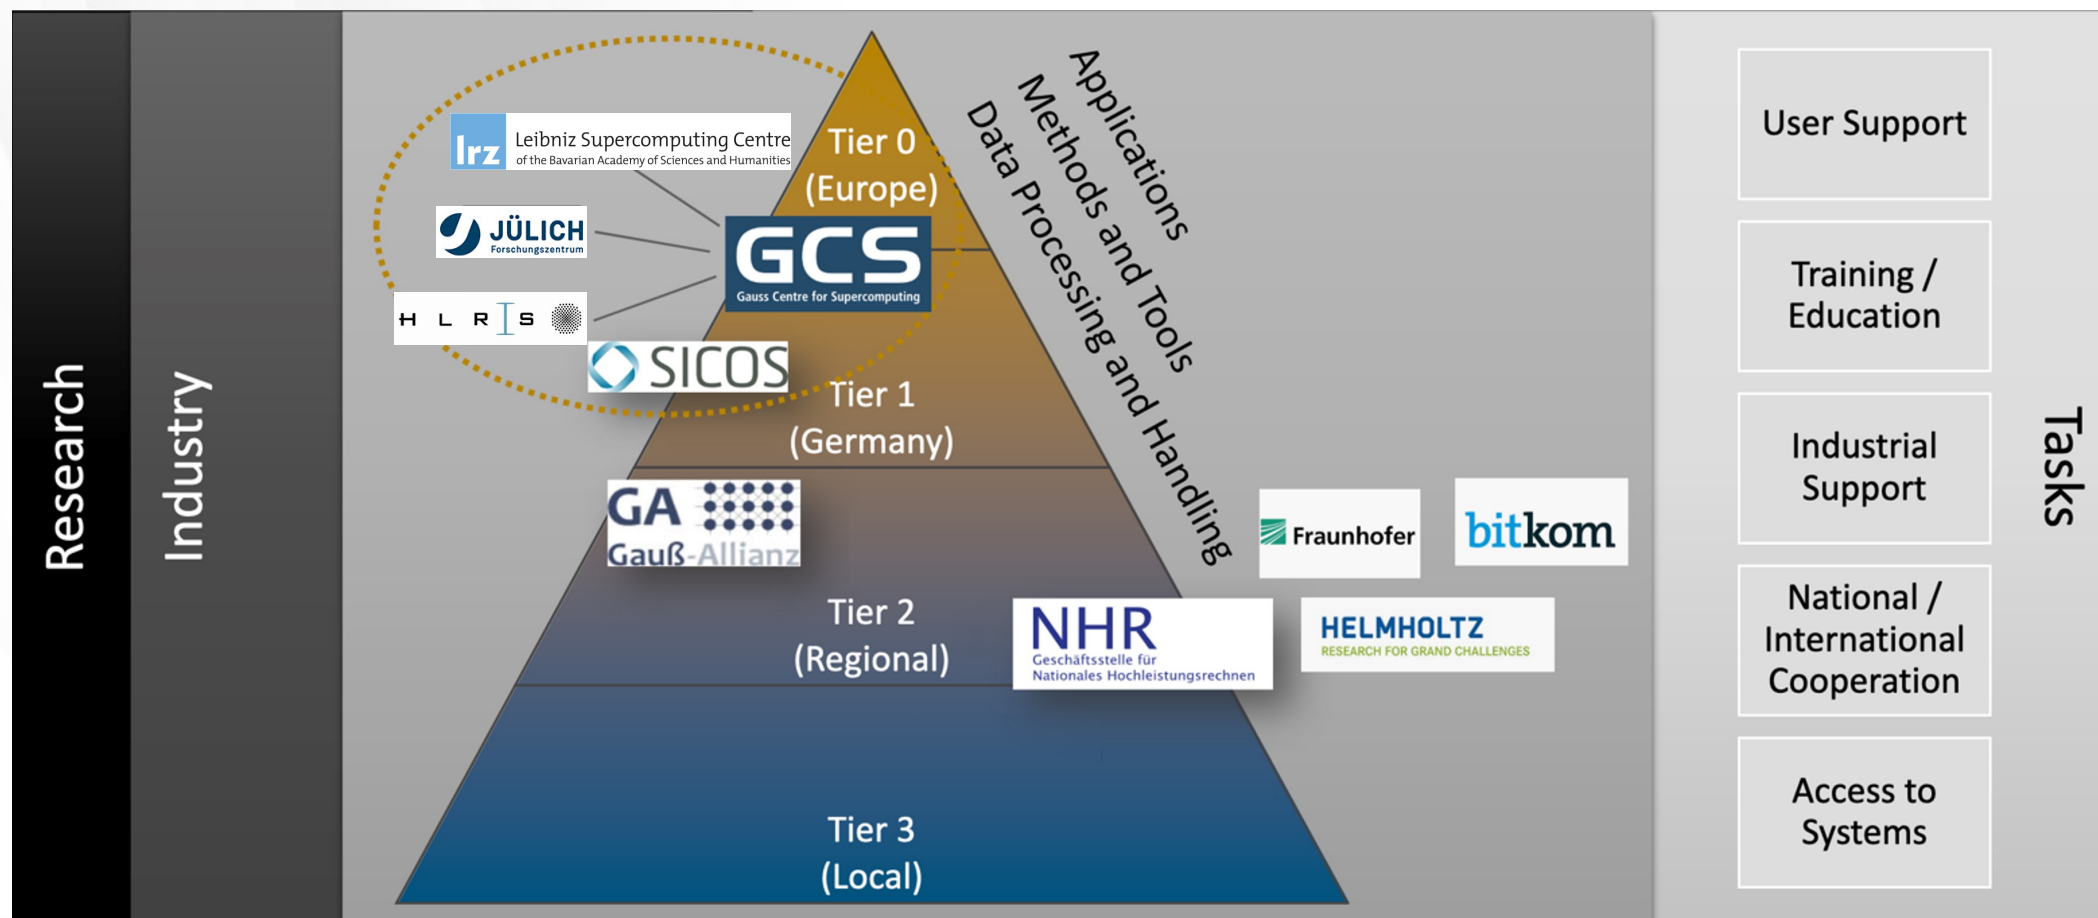 Research
Industry
lrz
Leibniz Supercomputing Centre
of the Bavarian Academy of Sciences and Humanities
JÜLICH
Forschungszentrum
H L R I S
SICOS
Tier 0
(Europe)
GCS
Gauss Centre for Supercomputing
Tier 1
(Germany)
GA
Gauß-Allianz
Tier 2
(Regional)
Tier 3
(Local)
Applications
Methods and Tools
Data Processing and Handling
Fraunhofer
bitkom
NHR
Geschäftsstelle für
Nationales Hochleistungsrechnen
HELMHOLTZ
RESEARCH FOR GRAND CHALLENGES
User Support
Training /
Education
Industrial
Support
National /
International
Cooperation
Access to
Systems
Tasks